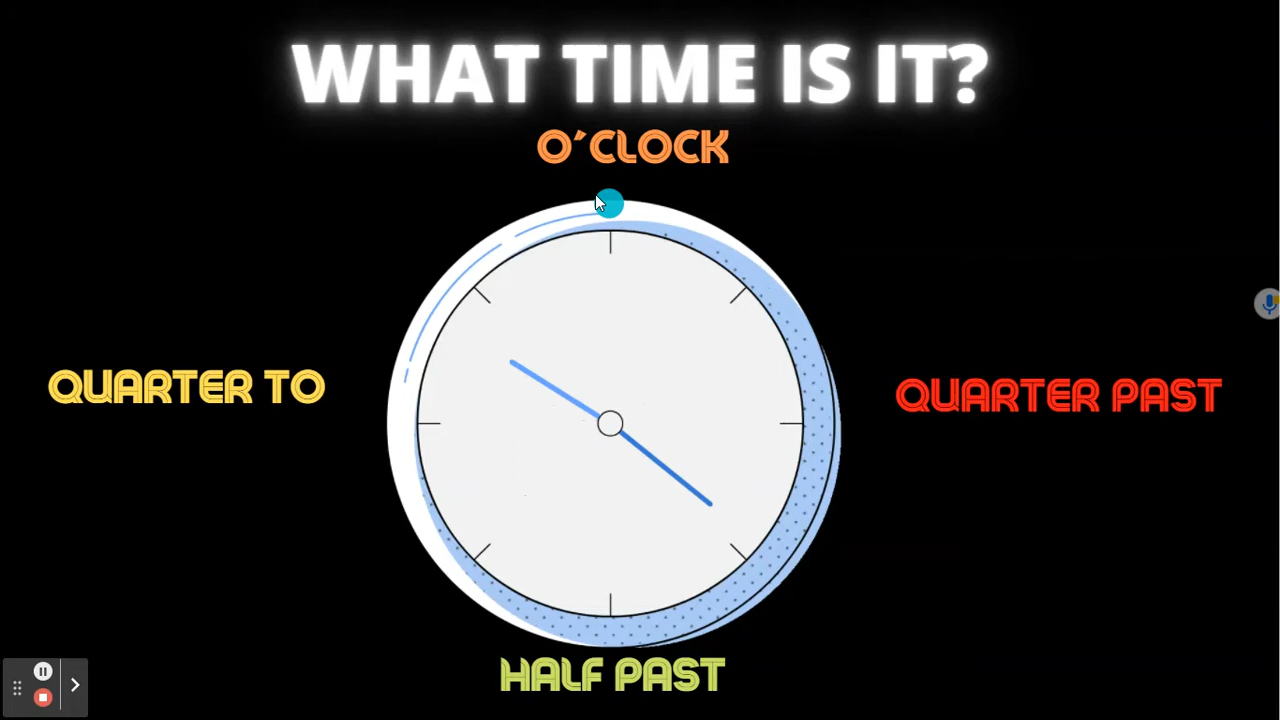 WHAT TIME IS IT?
O'CLOCK
QUARTER TO
QUARTER PAST
HALF PAST